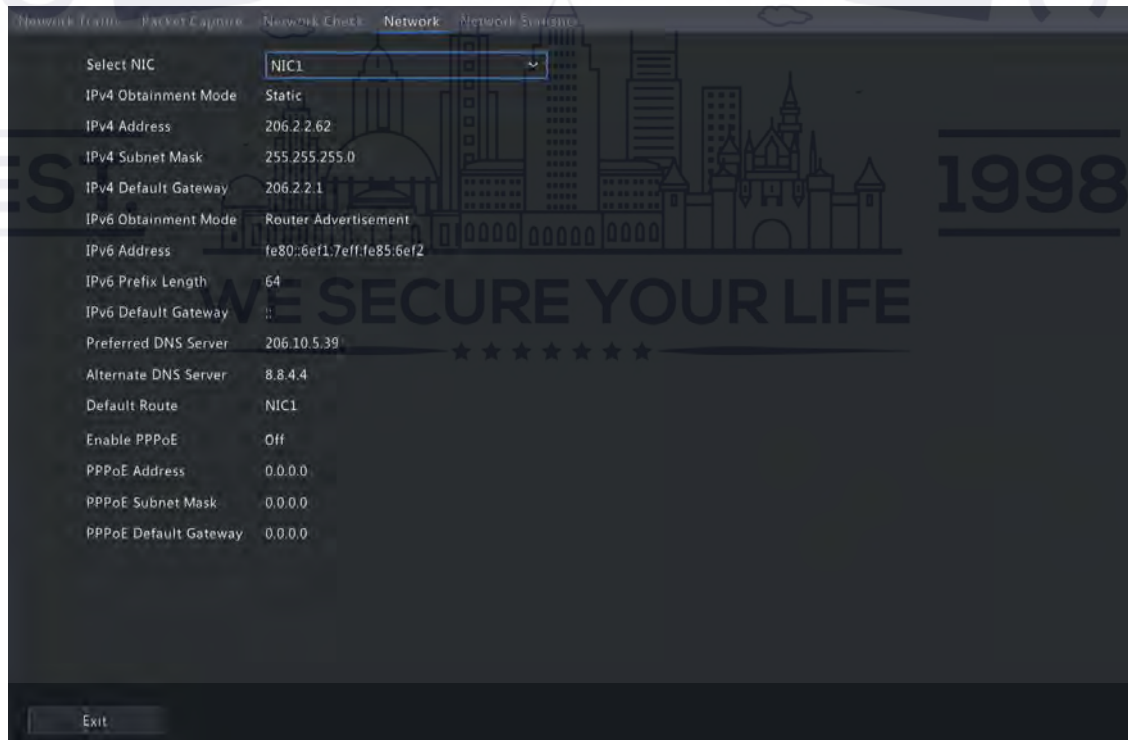 Network Traffic Packet Capture Network Check Network Network Statistics
Select NIC NIC1
IPv4 Obtainment Mode Static
IPv4 Address 206.2.2.62
IPv4 Subnet Mask 255.255.255.0
IPv4 Default Gateway 206.2.2.1
IPv6 Obtainment Mode Router Advertisement
IPv6 Address fe80::6ef1:7eff:fe85:6ef2
IPv6 Prefix Length 64
IPv6 Default Gateway ::
Preferred DNS Server 206.10.5.39
Alternate DNS Server 8.8.4.4
Default Route NIC1
Enable PPPoE Off
PPPoE Address 0.0.0.0
PPPoE Subnet Mask 0.0.0.0
PPPoE Default Gateway 0.0.0.0
Exit
EST. 1998
WE SECURE YOUR LIFE